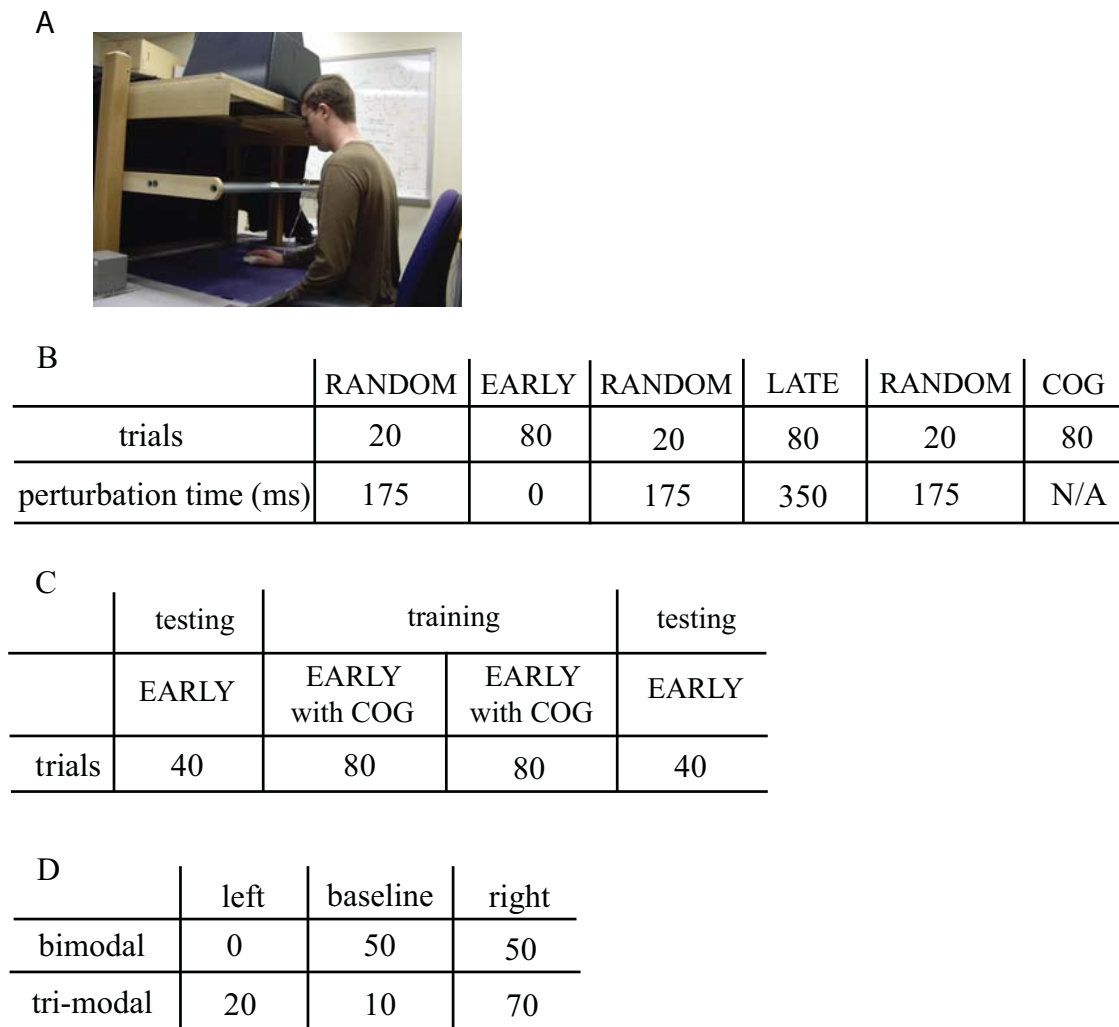 A
B
RANDOM EARLY RANDOM LATE RANDOM COG
trials 20 80 20 80 20 80
perturbation time (ms) 175 0 175 350 175 N/A
C
testing training testing
EARLY EARLY with COG EARLY with COG EARLY
trials 40 80 80 40
D
left baseline right
bimodal 0 50 50
tri-modal 20 10 70